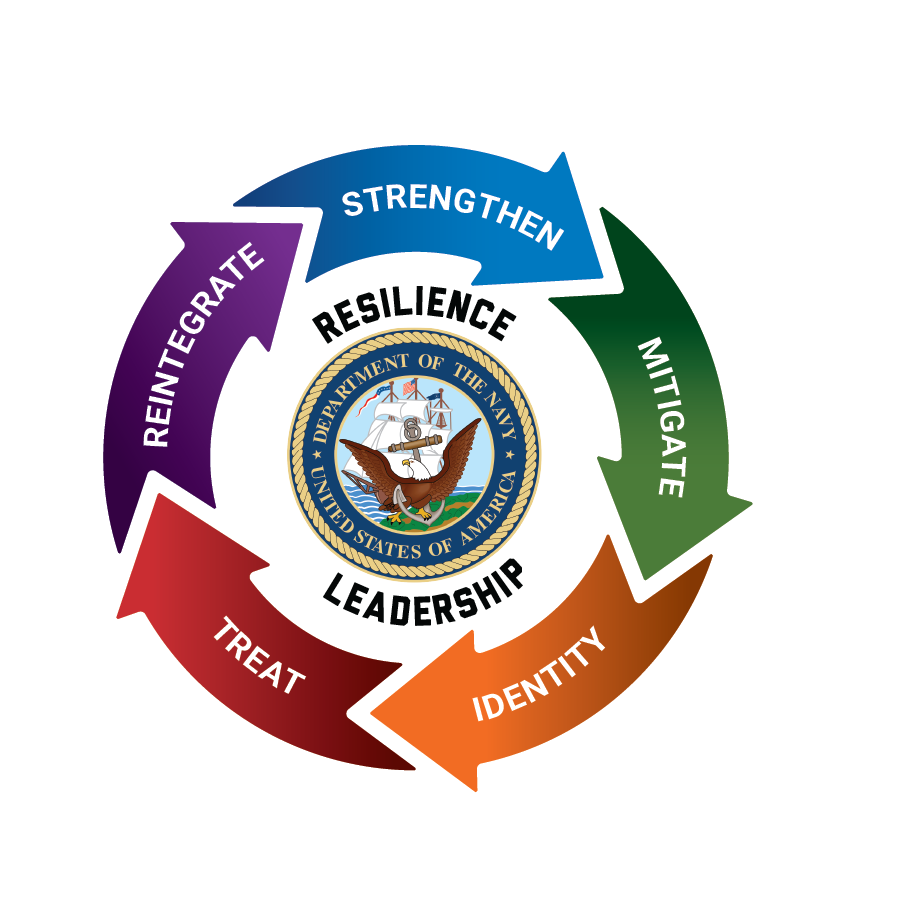 STRENGTHEN
MITIGATE
IDENTITY
TREAT
REINTEGRATE
RESILIENCE
DEPARTMENT OF THE NAVY
UNITED STATES OF AMERICA
LEADERSHIP